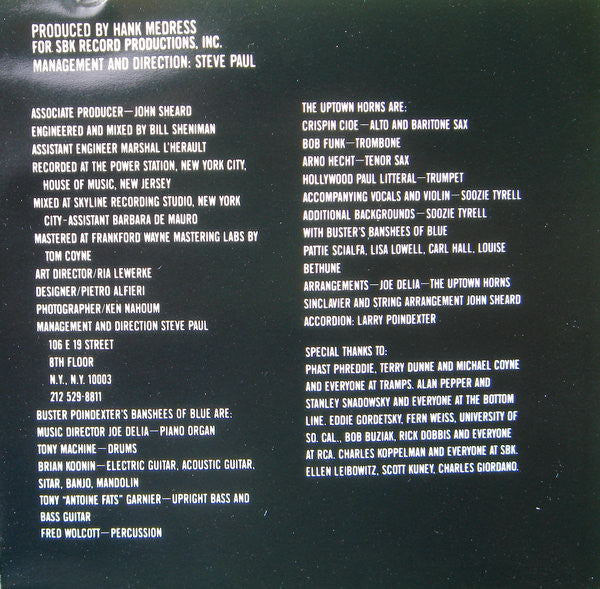 PRODUCED BY HANK MEDRESS
FOR SBK RECORD PRODUCTIONS, INC.
MANAGEMENT AND DIRECTION: STEVE PAUL
ASSOCIATE PRODUCER—JOHN SHEARD
ENGINEERED AND MIXED BY BILL SHENIMAN
ASSISTANT ENGINEER MARSHAL L'HERAULT
RECORDED AT THE POWER STATION, NEW YORK CITY,
HOUSE OF MUSIC, NEW JERSEY
MIXED AT SKYLINE RECORDING STUDIO, NEW YORK
CITY-ASSISTANT BARBARA DE MAURO
MASTERED AT FRANKFORD WAYNE MASTERING LABS BY
TOM COYNE
ART DIRECTOR/RIA LEWERKE
DESIGNER/PIETRO ALFIERI
PHOTOGRAPHER/KEN NAHOUM
MANAGEMENT AND DIRECTION STEVE PAUL
106 E 19 STREET
8TH FLOOR
N.Y., N.Y. 10003
212 529-8811
BUSTER POINDEXTER'S BANSHEES OF BLUE ARE:
MUSIC DIRECTOR JOE DELIA—PIANO ORGAN
TONY MACHINE—DRUMS
BRIAN KOONIN—ELECTRIC GUITAR, ACOUSTIC GUITAR,
SITAR, BANJO, MANDOLIN
TONY "ANTOINE FATS" GARNIER—UPRIGHT BASS AND
BASS GUITAR
FRED WOLCOTT—PERCUSSION
THE UPTOWN HORNS ARE:
CRISPIN CIOE—ALTO AND BARITONE SAX
BOB FUNK—TROMBONE
ARNO HECHT—TENOR SAX
HOLLYWOOD PAUL LITTERAL—TRUMPET
ACCOMPANYING VOCALS AND VIOLIN—SOOZIE TYRELL
ADDITIONAL BACKGROUNDS—SOOZIE TYRELL
WITH BUSTER'S BANSHEES OF BLUE
PATTIE SCIALFA, LISA LOWELL, CARL HALL, LOUISE
BETHUNE
ARRANGEMENTS—JOE DELIA—THE UPTOWN HORNS
SINCLAVIER AND STRING ARRANGEMENT JOHN SHEARD
ACCORDION: LARRY POINDEXTER
SPECIAL THANKS TO:
PHAST PHREDDIE, TERRY DUNNE AND MICHAEL COYNE
AND EVERYONE AT TRAMPS. ALAN PEPPER AND
STANLEY SNADOWSKY AND EVERYONE AT THE BOTTOM
LINE. EDDIE GORDETSKY, FERN WEISS, UNIVERSITY OF
SO. CAL., BOB BUZIAK, RICK DOBBIS AND EVERYONE
AT RCA. CHARLES KOPPELMAN AND EVERYONE AT SBK.
ELLEN LEIBOWITZ, SCOTT KUNEY, CHARLES GIORDANO.